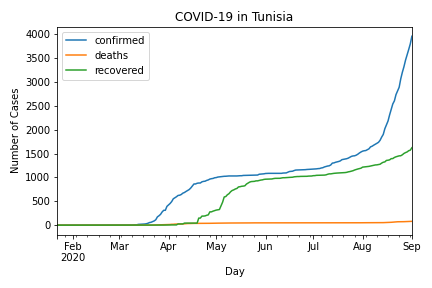 COVID-19 in Tunisia
confirmed
deaths
recovered
Number of Cases
4000
3500
3000
2500
2000
1500
1000
500
0
Feb Mar Apr May Jun Jul Aug Sep
2020
Day